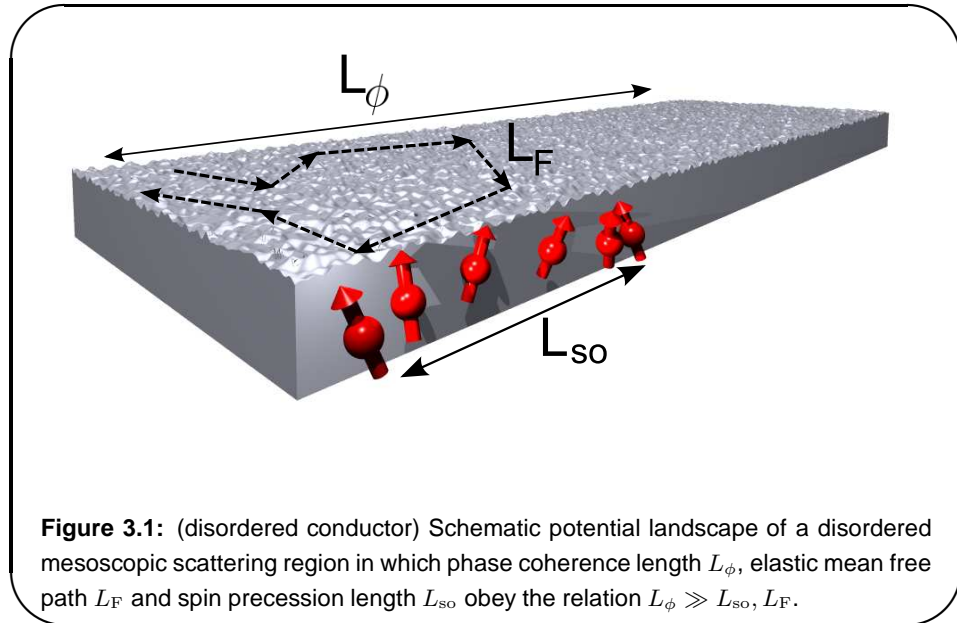 Lϕ
LF
Lso
Figure 3.1: (disordered conductor) Schematic potential landscape of a disordered
mesoscopic scattering region in which phase coherence length Lϕ, elastic mean free
path LF and spin precession length Lso obey the relation Lϕ ≫ Lso, LF.